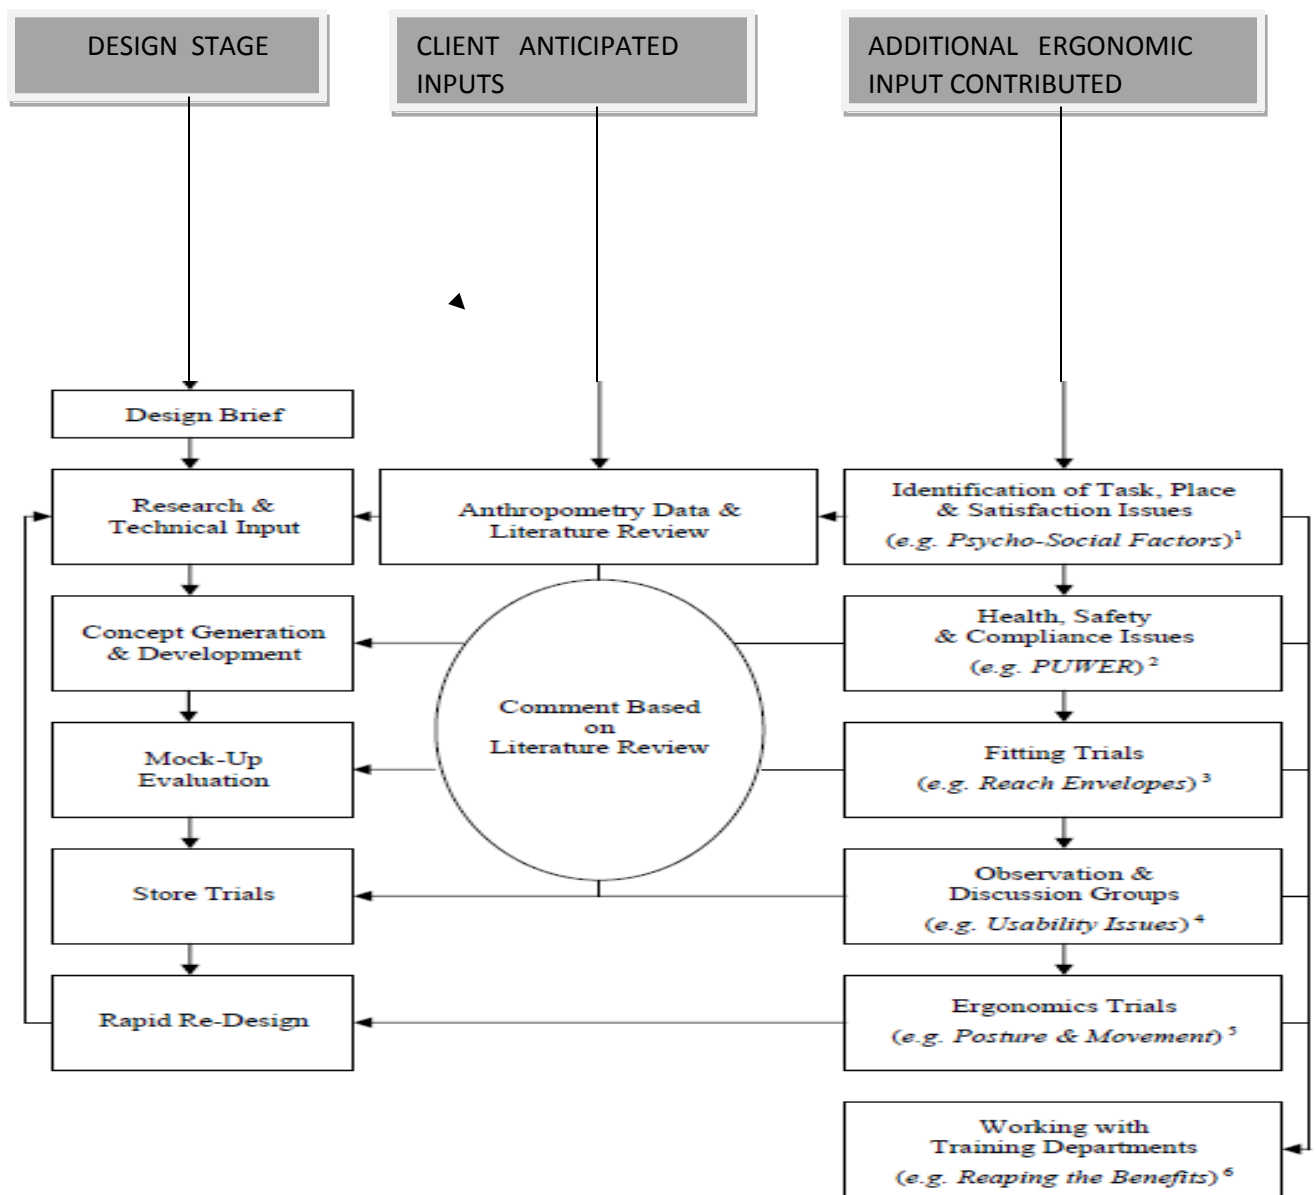 DESIGN STAGE
CLIENT ANTICIPATED
INPUTS
ADDITIONAL ERGONOMIC
INPUT CONTRIBUTED
Design Brief
Research &
Technical Input
Anthropometry Data &
Literature Review
Identification of Task, Place
& Satisfaction Issues
(e.g. Psycho-Social Factors)¹
Concept Generation
& Development
Health, Safety
& Compliance Issues
(e.g. PUWER) ²
Comment Based
on
Literature Review
Mock-Up
Evaluation
Fitting Trials
(e.g. Reach Envelopes) ³
Store Trials
Observation &
Discussion Groups
(e.g. Usability Issues) ⁴
Rapid Re-Design
Ergonomics Trials
(e.g. Posture & Movement) ⁵
Working with
Training Departments
(e.g. Reaping the Benefits) ⁶